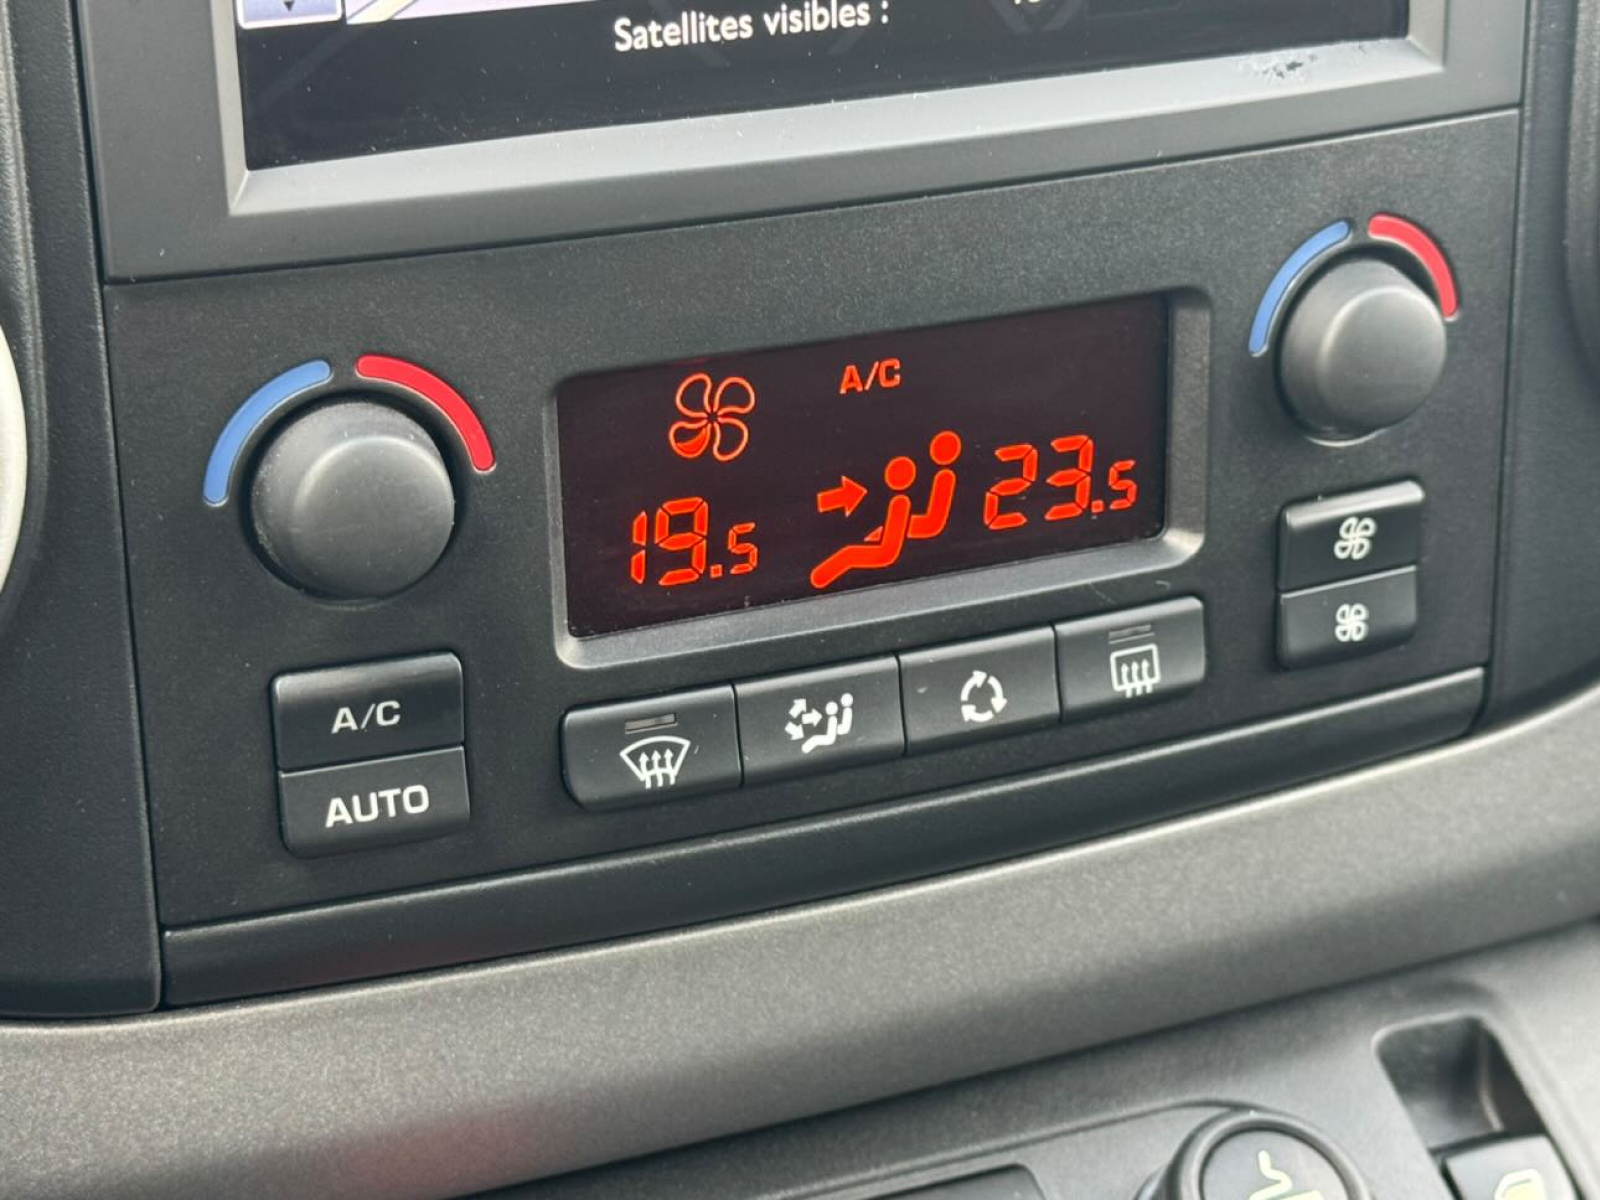 Satellites visibles :
A/C
19.5
23.5
A/C
AUTO